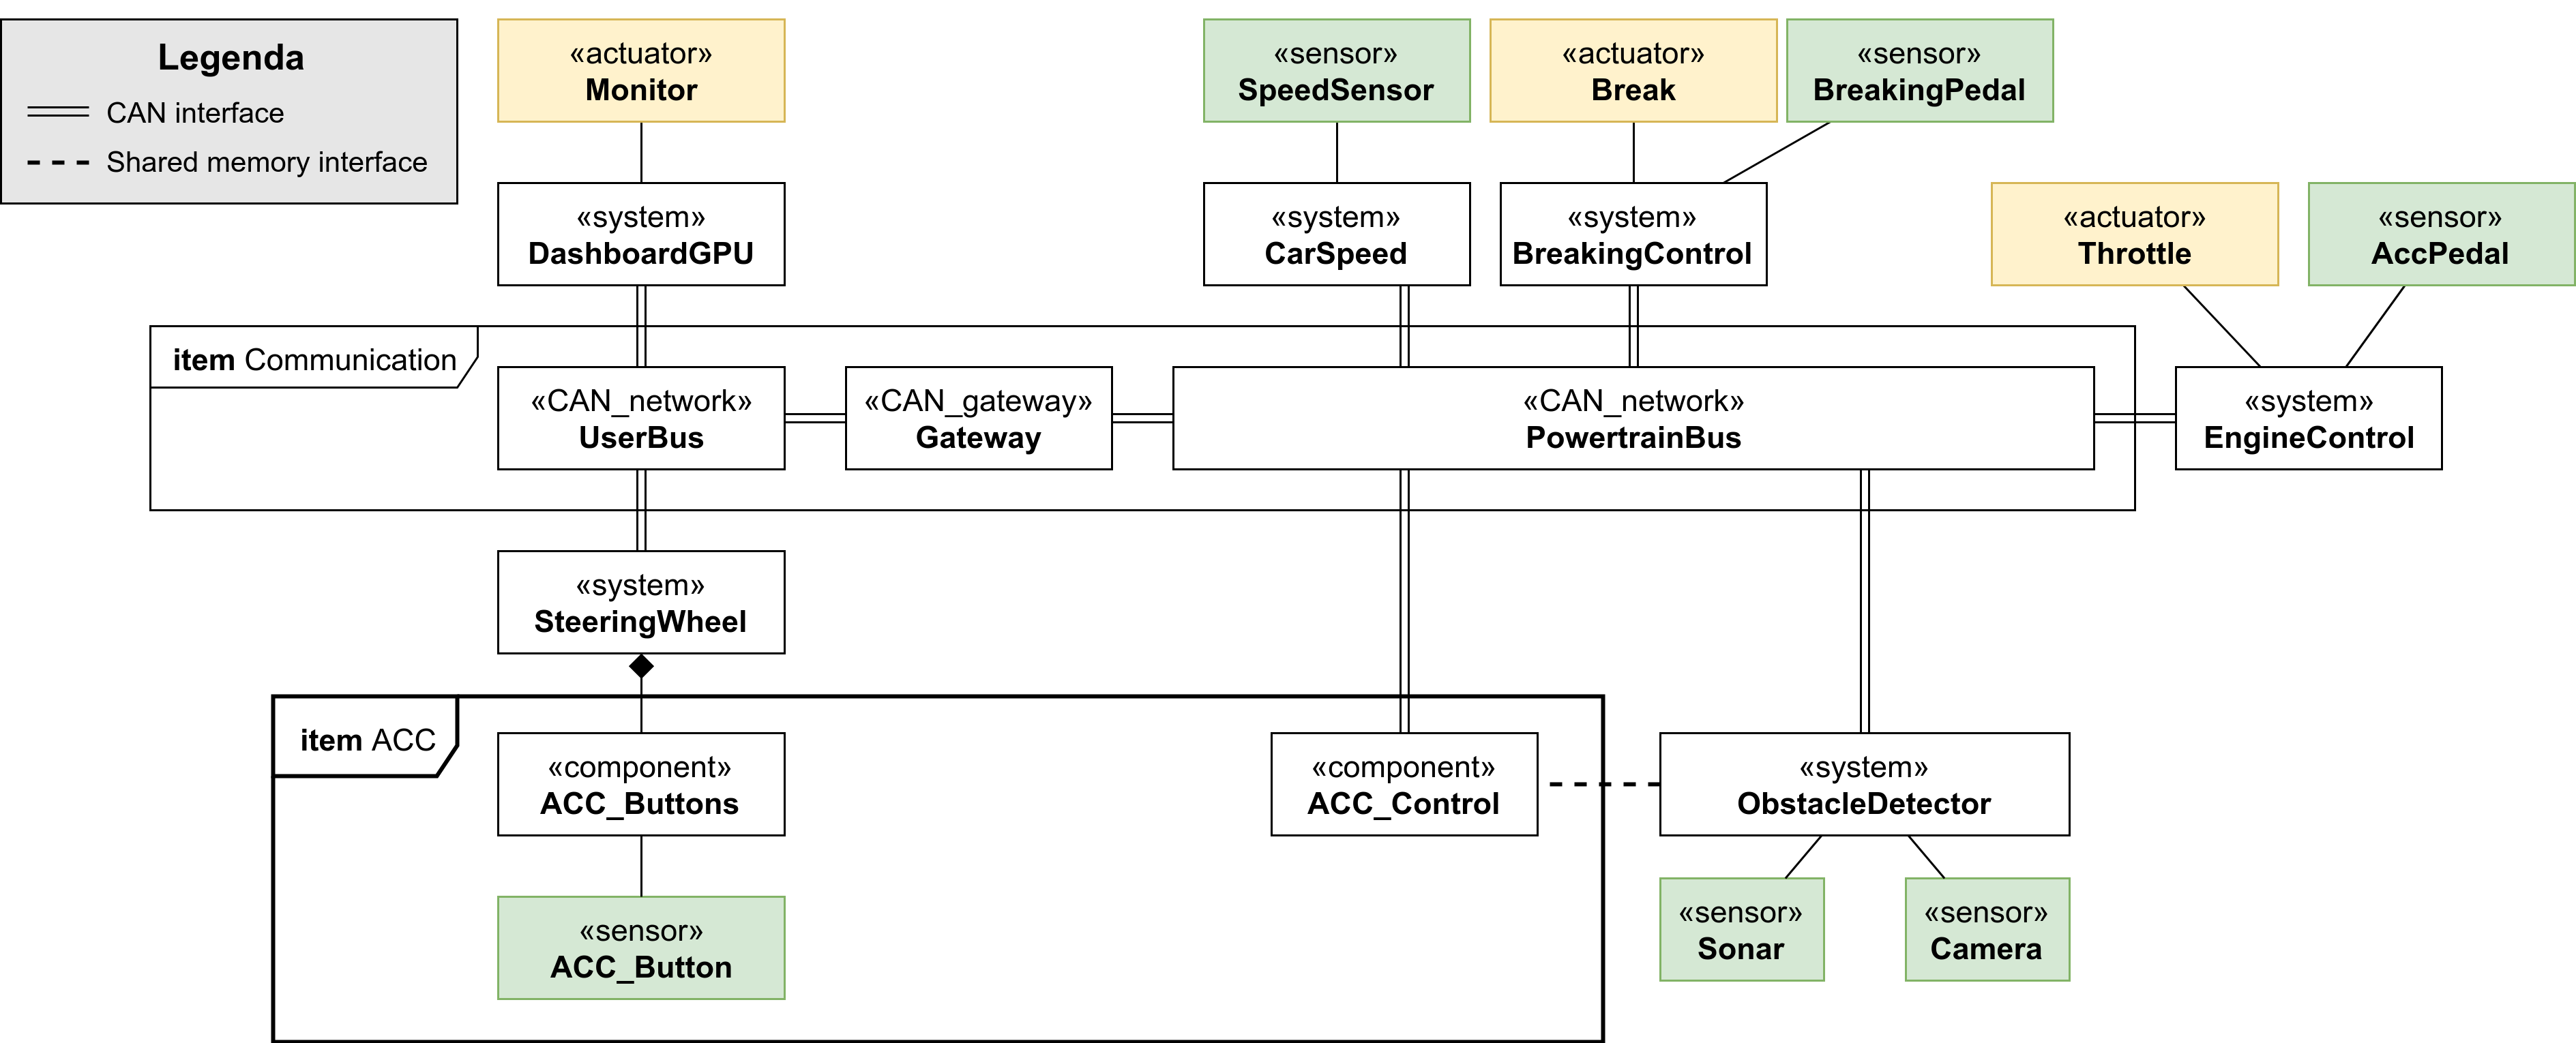 Legenda
CAN interface
Shared memory interface
«actuator»
Monitor
«sensor»
SpeedSensor
«actuator»
Break
«sensor»
BreakingPedal
«system»
DashboardGPU
«system»
CarSpeed
«system»
BreakingControl
«actuator»
Throttle
«sensor»
AccPedal
item Communication
«CAN_network»
UserBus
«CAN_gateway»
Gateway
«CAN_network»
PowertrainBus
«system»
EngineControl
«system»
SteeringWheel
item ACC
«component»
ACC_Buttons
«component»
ACC_Control
«system»
ObstacleDetector
«sensor»
ACC_Button
«sensor»
Sonar
«sensor»
Camera